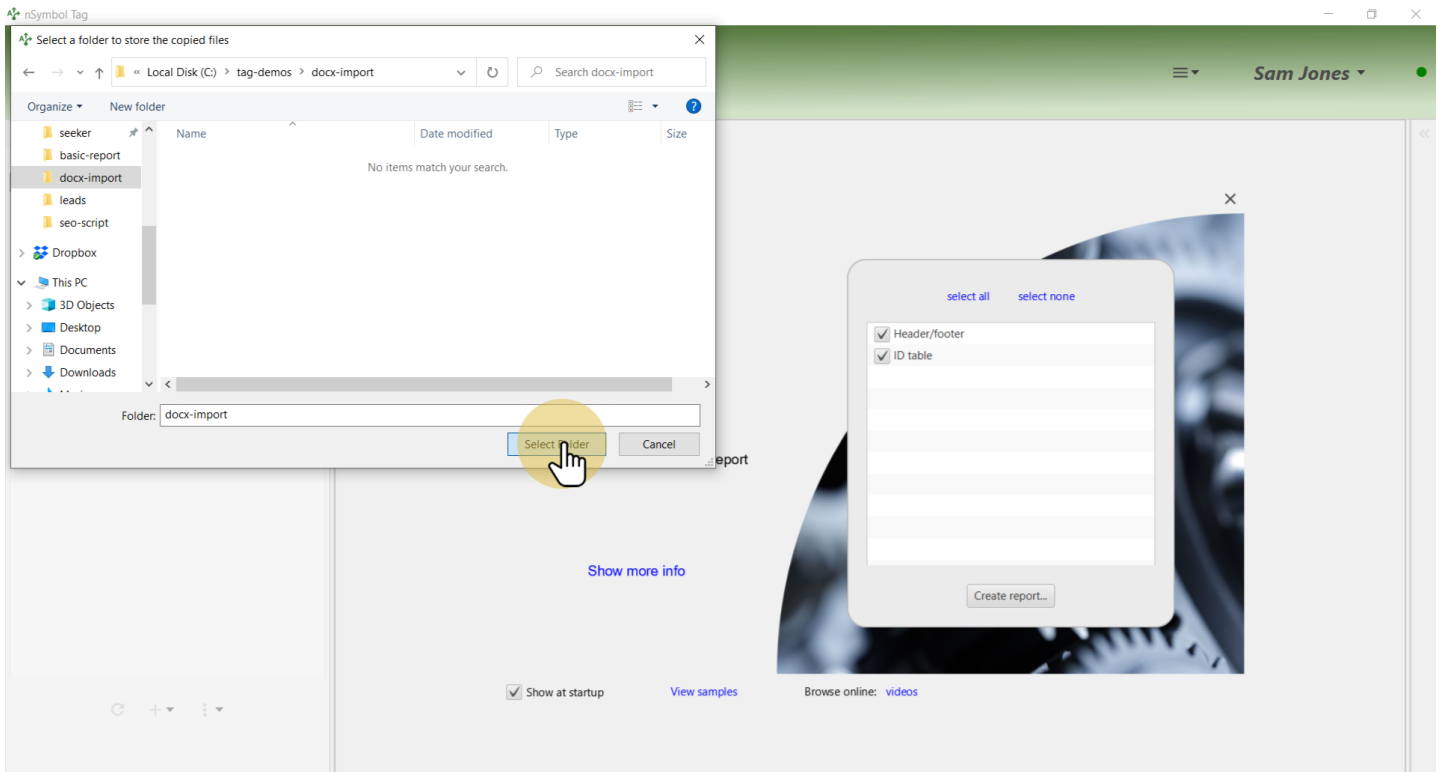 nSymbol Tag
Select a folder to store the copied files
« Local Disk (C:) > tag-demos > docx-import
Search docx-import
Sam Jones
Organize
New folder
Name
Date modified
Type
Size
No items match your search.
seeker
basic-report
docx-import
leads
seo-script
Dropbox
This PC
3D Objects
Desktop
Documents
Downloads
Folder:
docx-import
Select Folder
Cancel
eport
select all
select none
Header/footer
ID table
Create report...
Show more info
Show at startup
View samples
Browse online:
videos